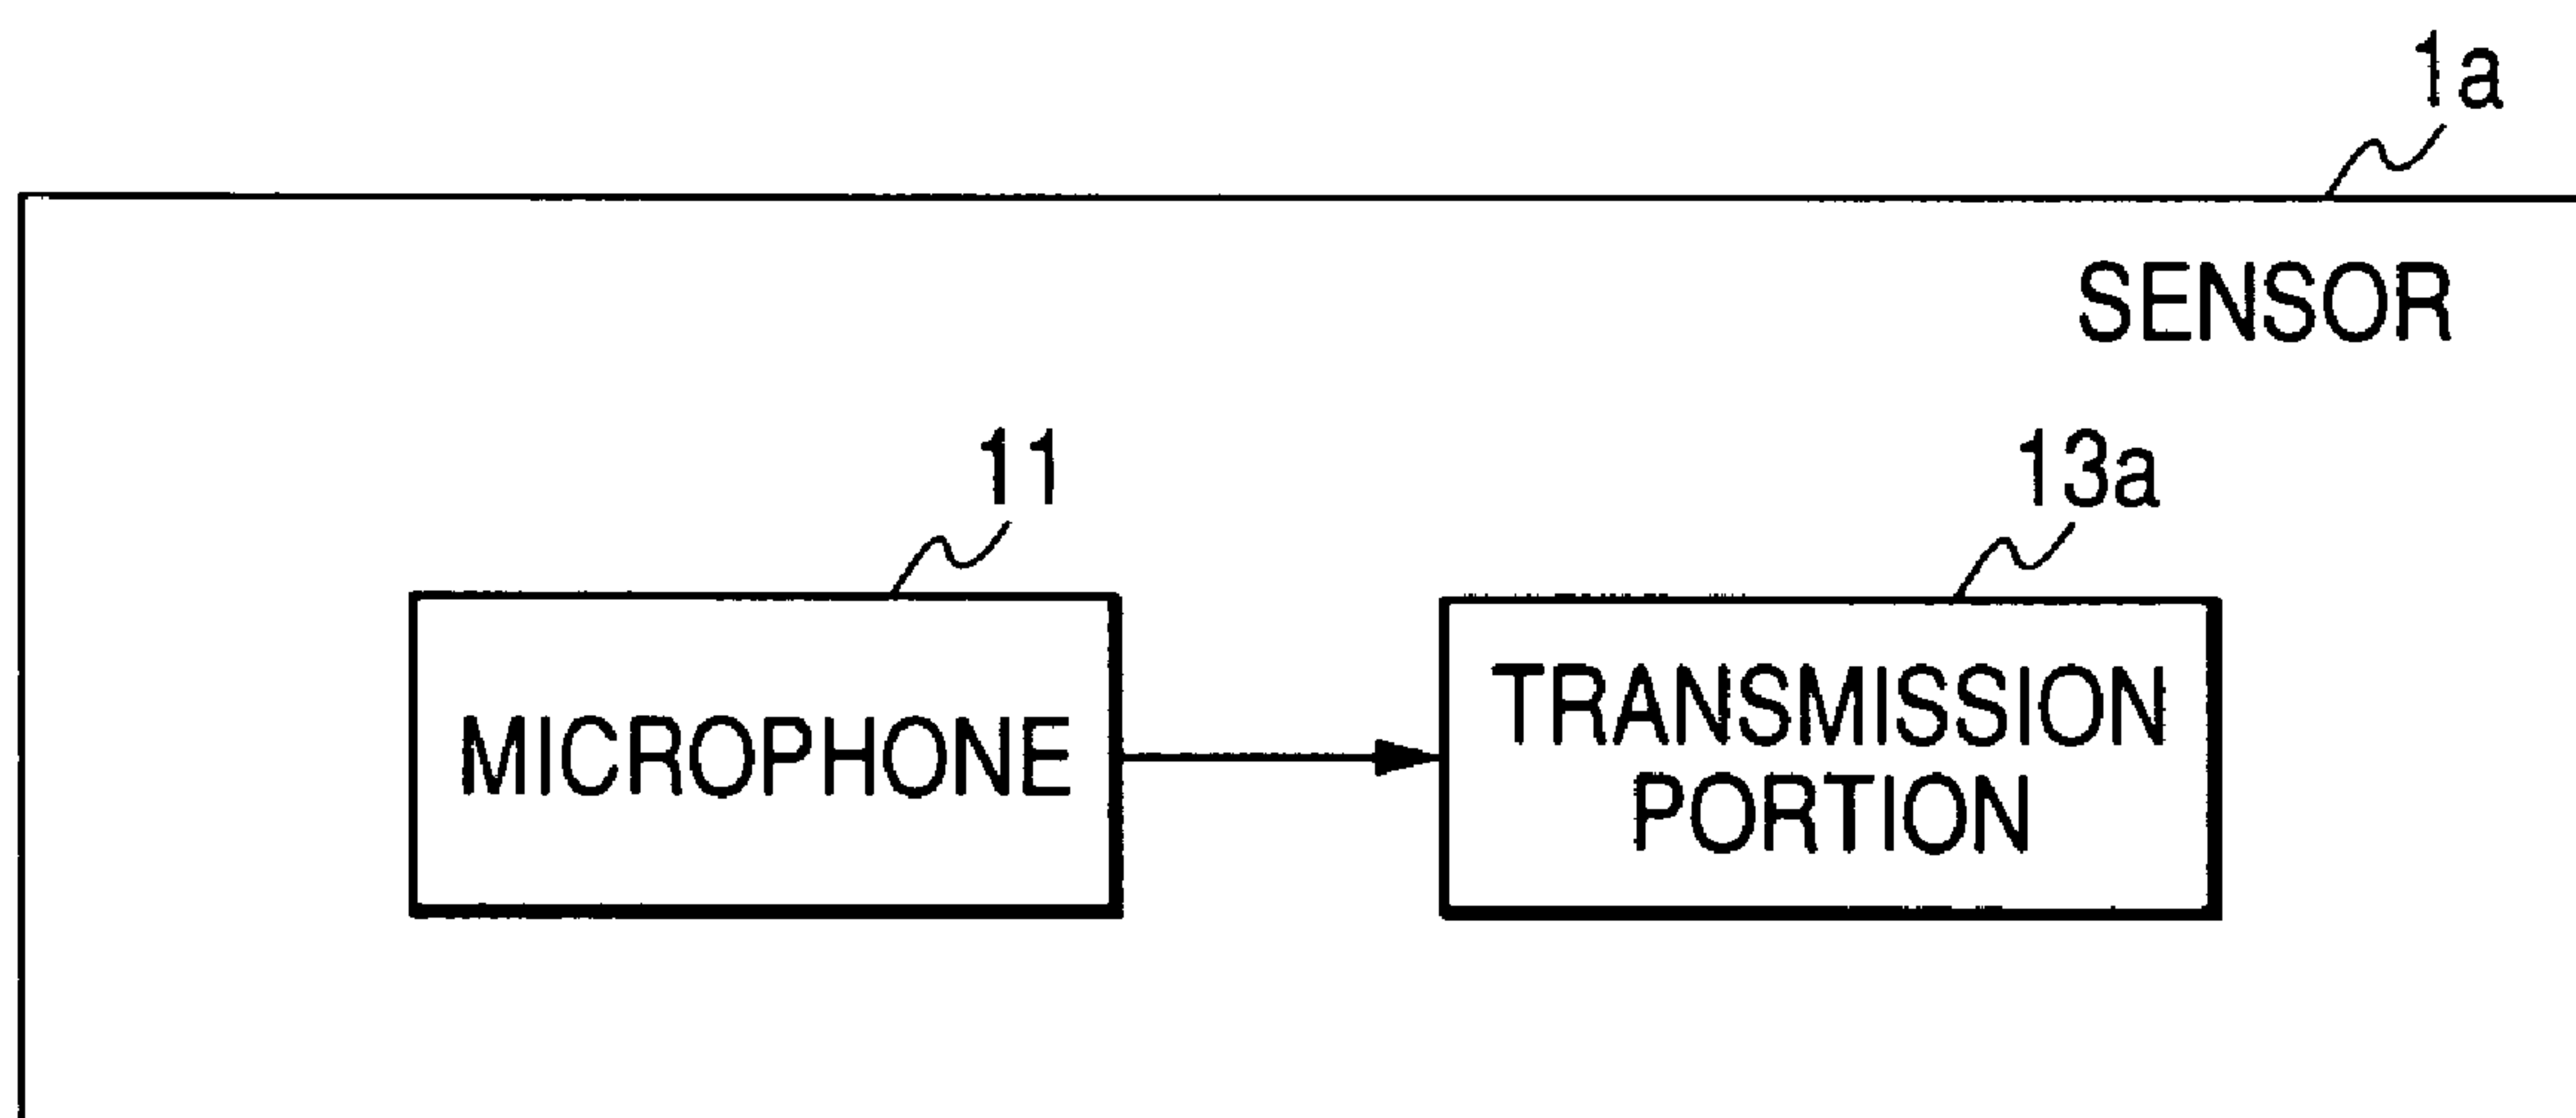 1a
SENSOR
11
13a
MICROPHONE
TRANSMISSION
PORTION